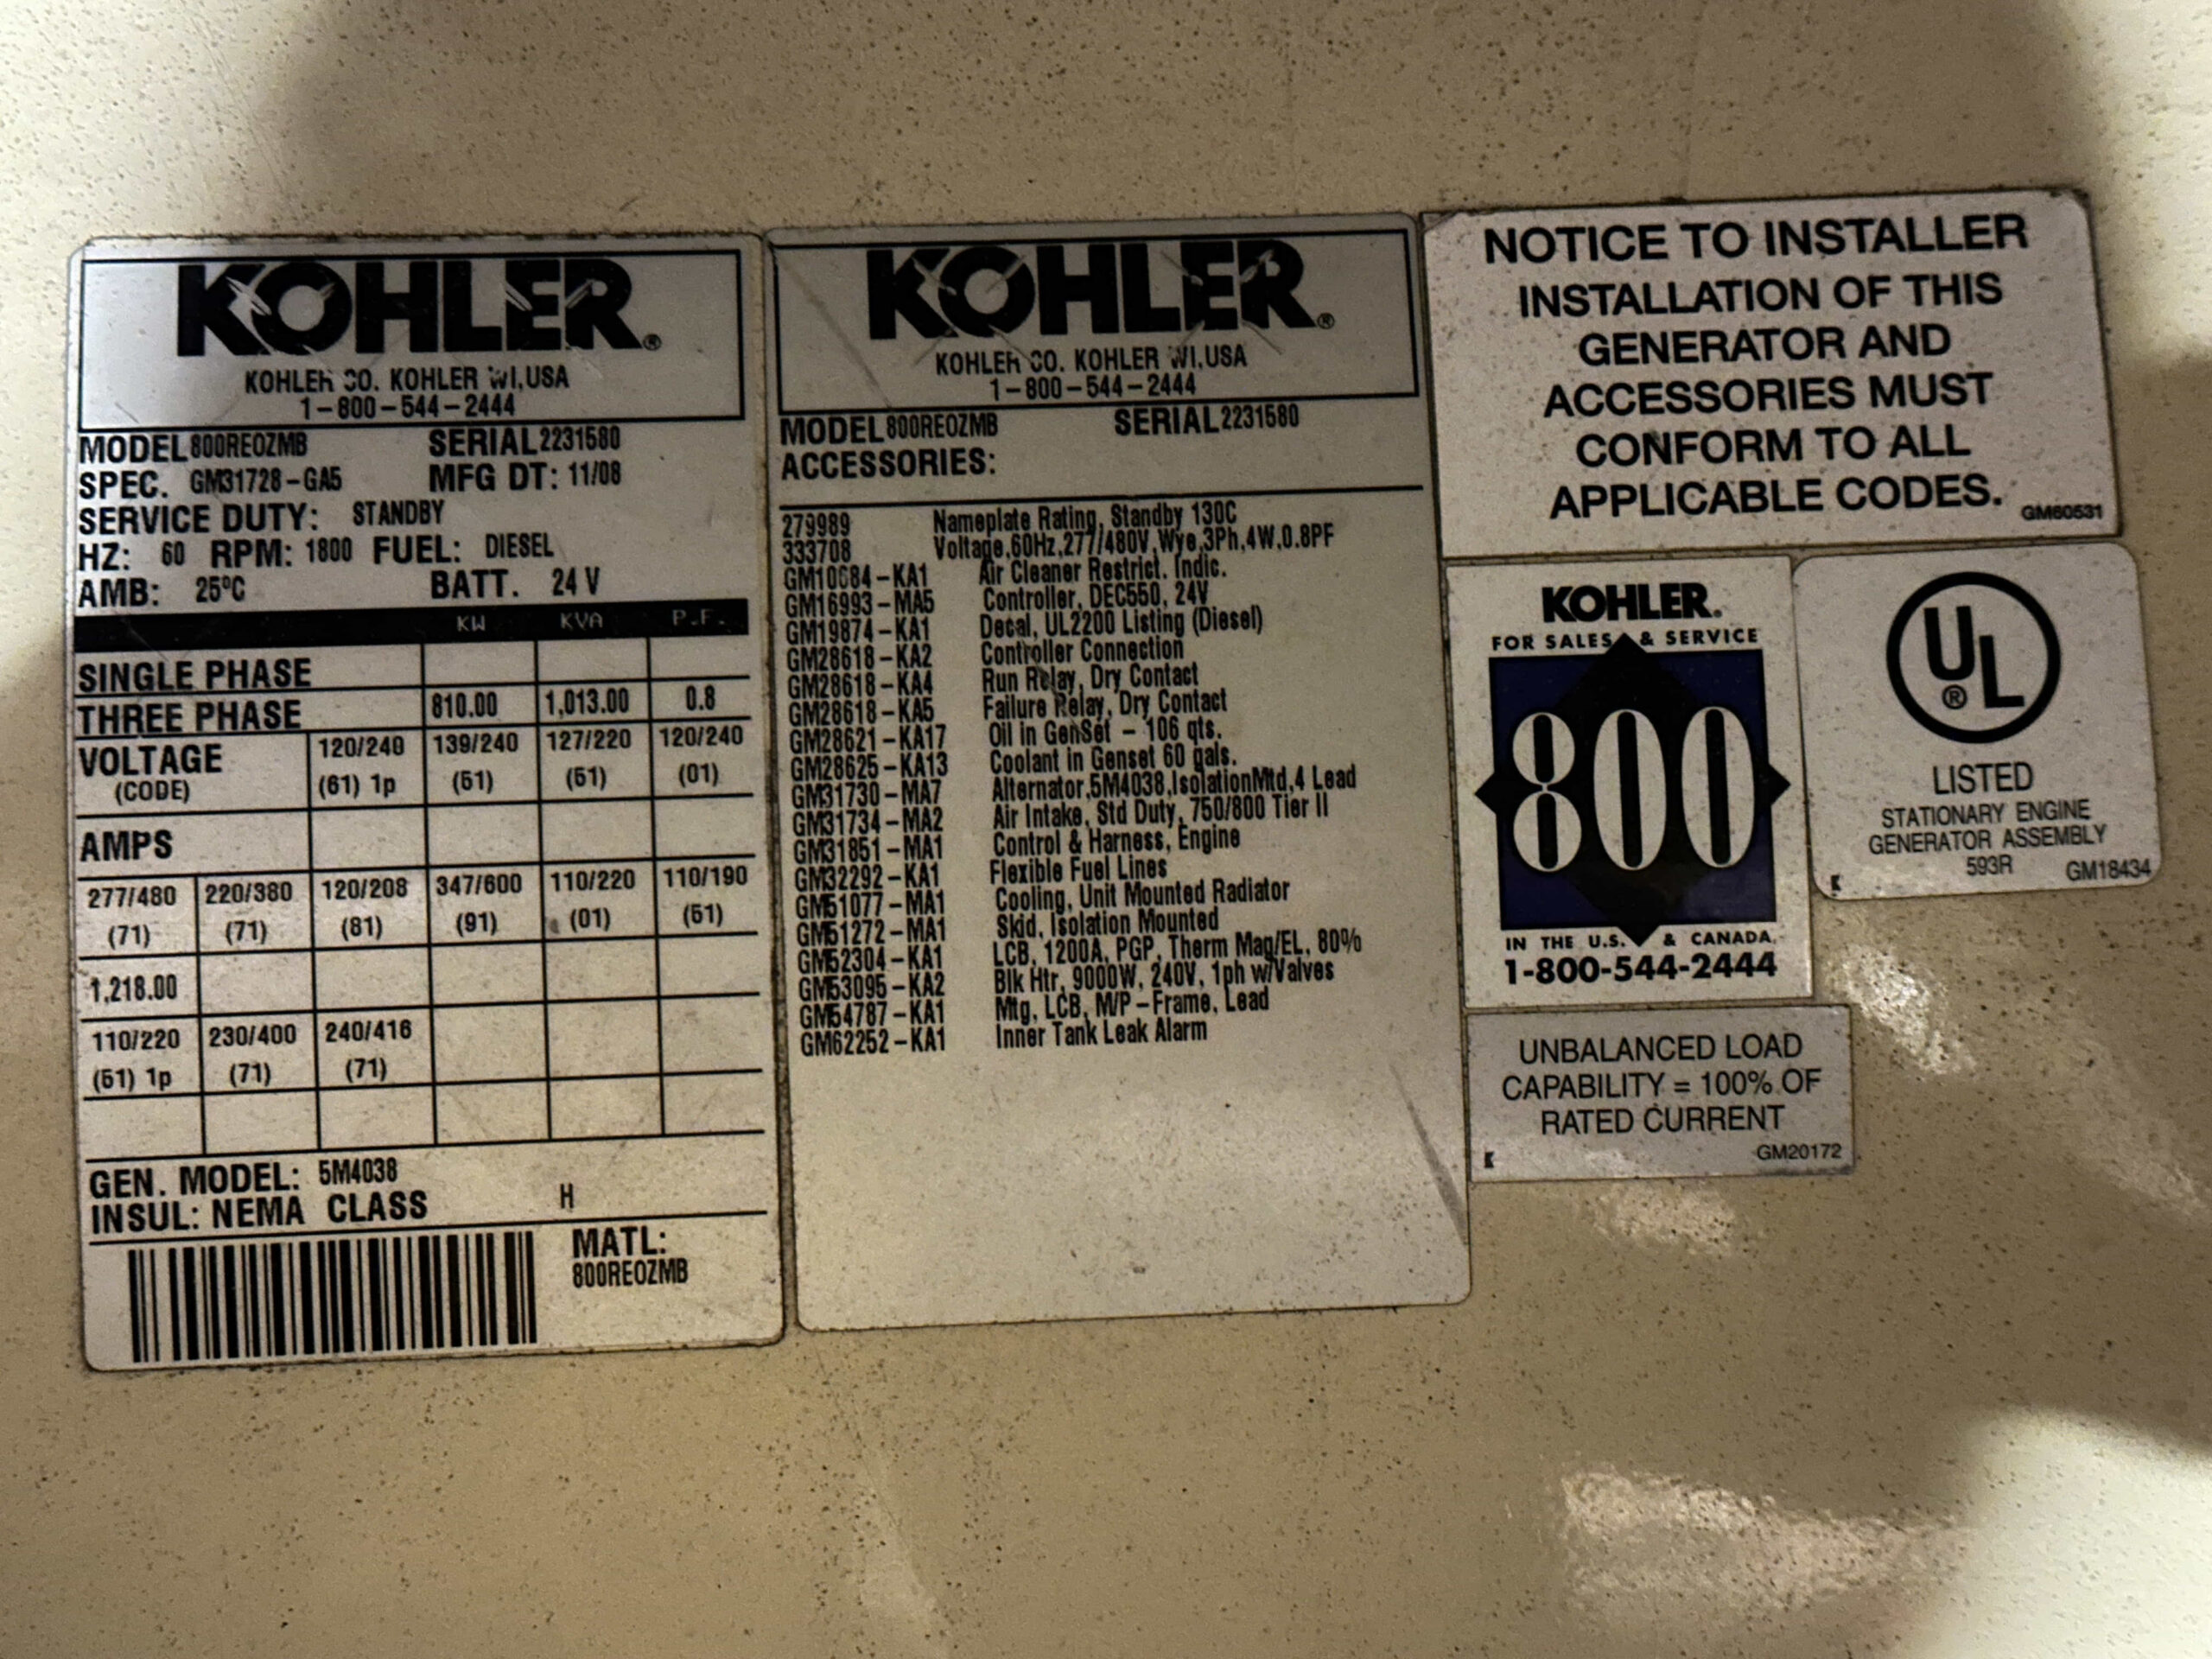 KOHLER®
KOHLER CO. KOHLER WI,USA
1-800-544-2444
MODEL 800REOZMB SERIAL 2231580
SPEC. GM31728-GA5 MFG DT: 11/08
SERVICE DUTY: STANDBY
HZ: 60 RPM: 1800 FUEL: DIESEL
AMB: 25°C BATT. 24 V
KW KVA P.F.
SINGLE PHASE
THREE PHASE 810.00 1,013.00 0.8
VOLTAGE 120/240 139/240 127/220 120/240
(CODE) (61) 1p (51) (51) (01)
AMPS
277/480 220/380 120/208 347/600 110/220 110/190
(71) (71) (81) (91) (01) (51)
1,218.00
110/220 230/400 240/416
(51) 1p (71) (71)
GEN. MODEL: 5M4038
INSUL: NEMA CLASS H
MATL:
800REOZMB
KOHLER®
KOHLER CO. KOHLER WI,USA
1-800-544-2444
MODEL 800REOZMB SERIAL 2231580
ACCESSORIES:
279989 Nameplate Rating, Standby 130C
333708 Voltage,60Hz,277/480V,Wye,3Ph,4W,0.8PF
GM10684-KA1 Air Cleaner Restrict. Indic.
GM16993-MA5 Controller, DEC550, 24V
GM19874-KA1 Decal, UL2200 Listing (Diesel)
GM28618-KA2 Controller Connection
GM28618-KA4 Run Relay, Dry Contact
GM28618-KA5 Failure Relay, Dry Contact
GM28621-KA17 Oil in GenSet - 106 qts.
GM28625-KA13 Coolant in Genset 60 gals.
GM31730-MA7 Alternator,5M4038,IsolationMtd,4 Lead
GM31734-MA2 Air Intake, Std Duty, 750/800 Tier II
GM31851-MA1 Control & Harness, Engine
GM32292-KA1 Flexible Fuel Lines
GM51077-MA1 Cooling, Unit Mounted Radiator
GM51272-MA1 Skid, Isolation Mounted
GM52304-KA1 LCB, 1200A, PGP, Therm Mag/EL, 80%
GM53095-KA2 Blk Htr, 9000W, 240V, 1ph w/Valves
GM54787-KA1 Mtg, LCB, M/P-Frame, Lead
GM62252-KA1 Inner Tank Leak Alarm
NOTICE TO INSTALLER
INSTALLATION OF THIS
GENERATOR AND
ACCESSORIES MUST
CONFORM TO ALL
APPLICABLE CODES.
GM60531
KOHLER®
FOR SALES & SERVICE
800
IN THE U.S. & CANADA
1-800-544-2444
UL®
LISTED
STATIONARY ENGINE
GENERATOR ASSEMBLY
593R GM18434
K
UNBALANCED LOAD
CAPABILITY = 100% OF
RATED CURRENT
K GM20172